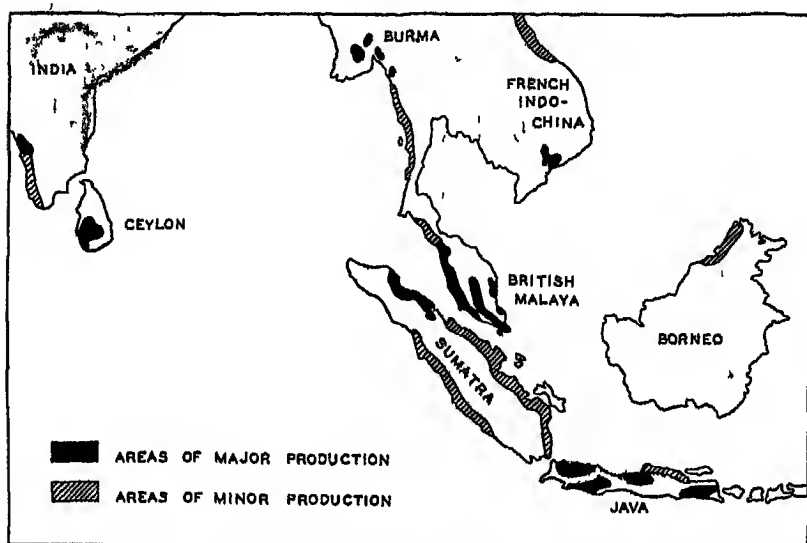 INDIA
BURMA
FRENCH
INDO-
CHINA
CEYLON
BRITISH
MALAYA
SUMATRA
BORNEO
AREAS OF MAJOR PRODUCTION
AREAS OF MINOR PRODUCTION
JAVA